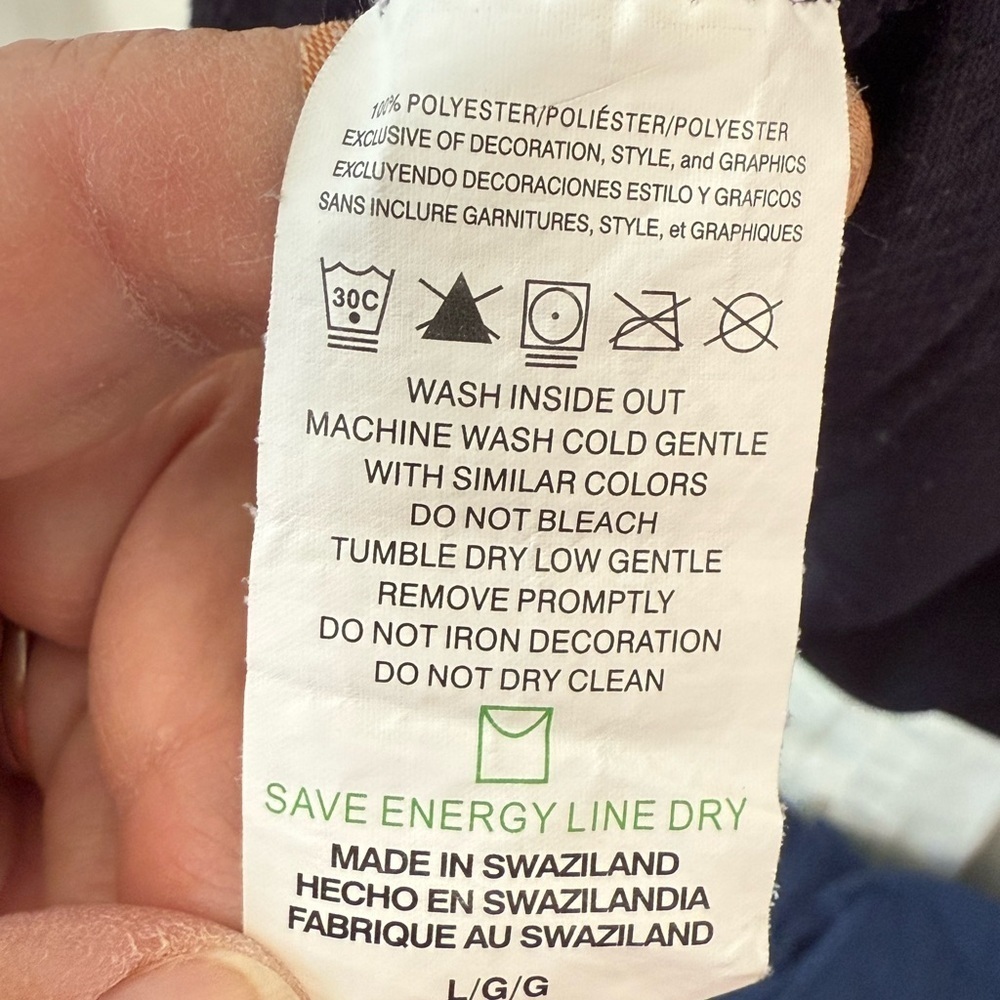 100% POLYESTER/POLIÉSTER/POLYESTER
EXCLUSIVE OF DECORATION, STYLE, and GRAPHICS
EXCLUYENDO DECORACIONES ESTILO Y GRAFICOS
SANS INCLURE GARNITURES, STYLE, et GRAPHIQUES
30C
WASH INSIDE OUT
MACHINE WASH COLD GENTLE
WITH SIMILAR COLORS
DO NOT BLEACH
TUMBLE DRY LOW GENTLE
REMOVE PROMPTLY
DO NOT IRON DECORATION
DO NOT DRY CLEAN
SAVE ENERGY LINE DRY
MADE IN SWAZILAND
HECHO EN SWAZILANDIA
FABRIQUE AU SWAZILAND
L/G/G